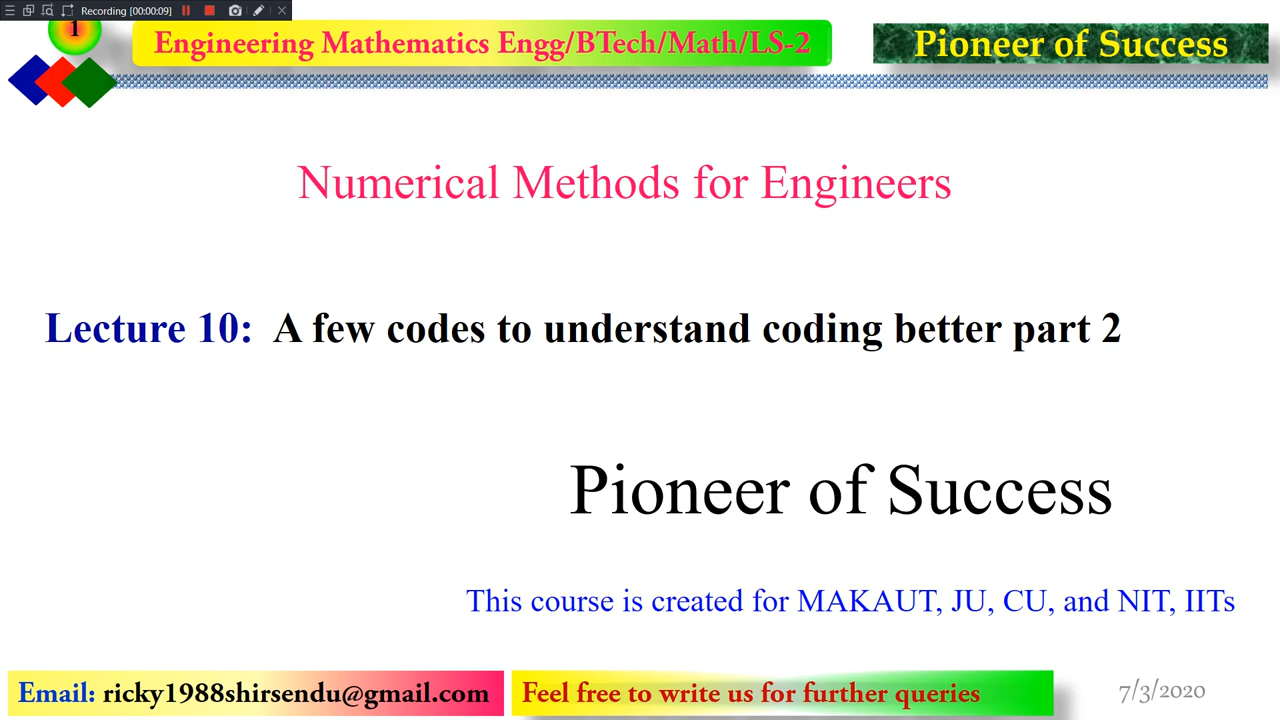 Recording [00:00:09]
1
Engineering Mathematics Engg/BTech/Math/LS-2
Pioneer of Success
Numerical Methods for Engineers
Lecture 10: A few codes to understand coding better part 2
Pioneer of Success
This course is created for MAKAUT, JU, CU, and NIT, IITs
Email: ricky1988shirsendu@gmail.com
Feel free to write us for further queries
7/3/2020